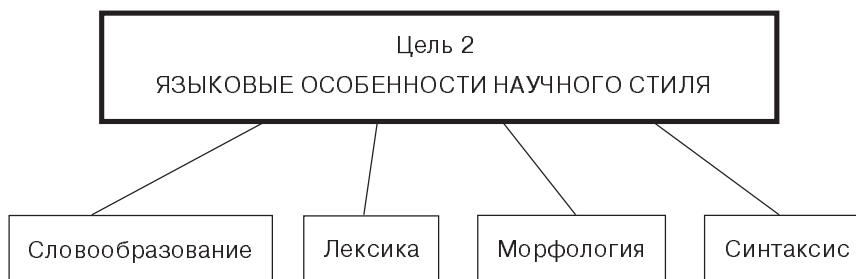 Цель 2
ЯЗЫКОВЫЕ ОСОБЕННОСТИ НАУЧНОГО СТИЛЯ
Словообразование Лексика Морфология Синтаксис